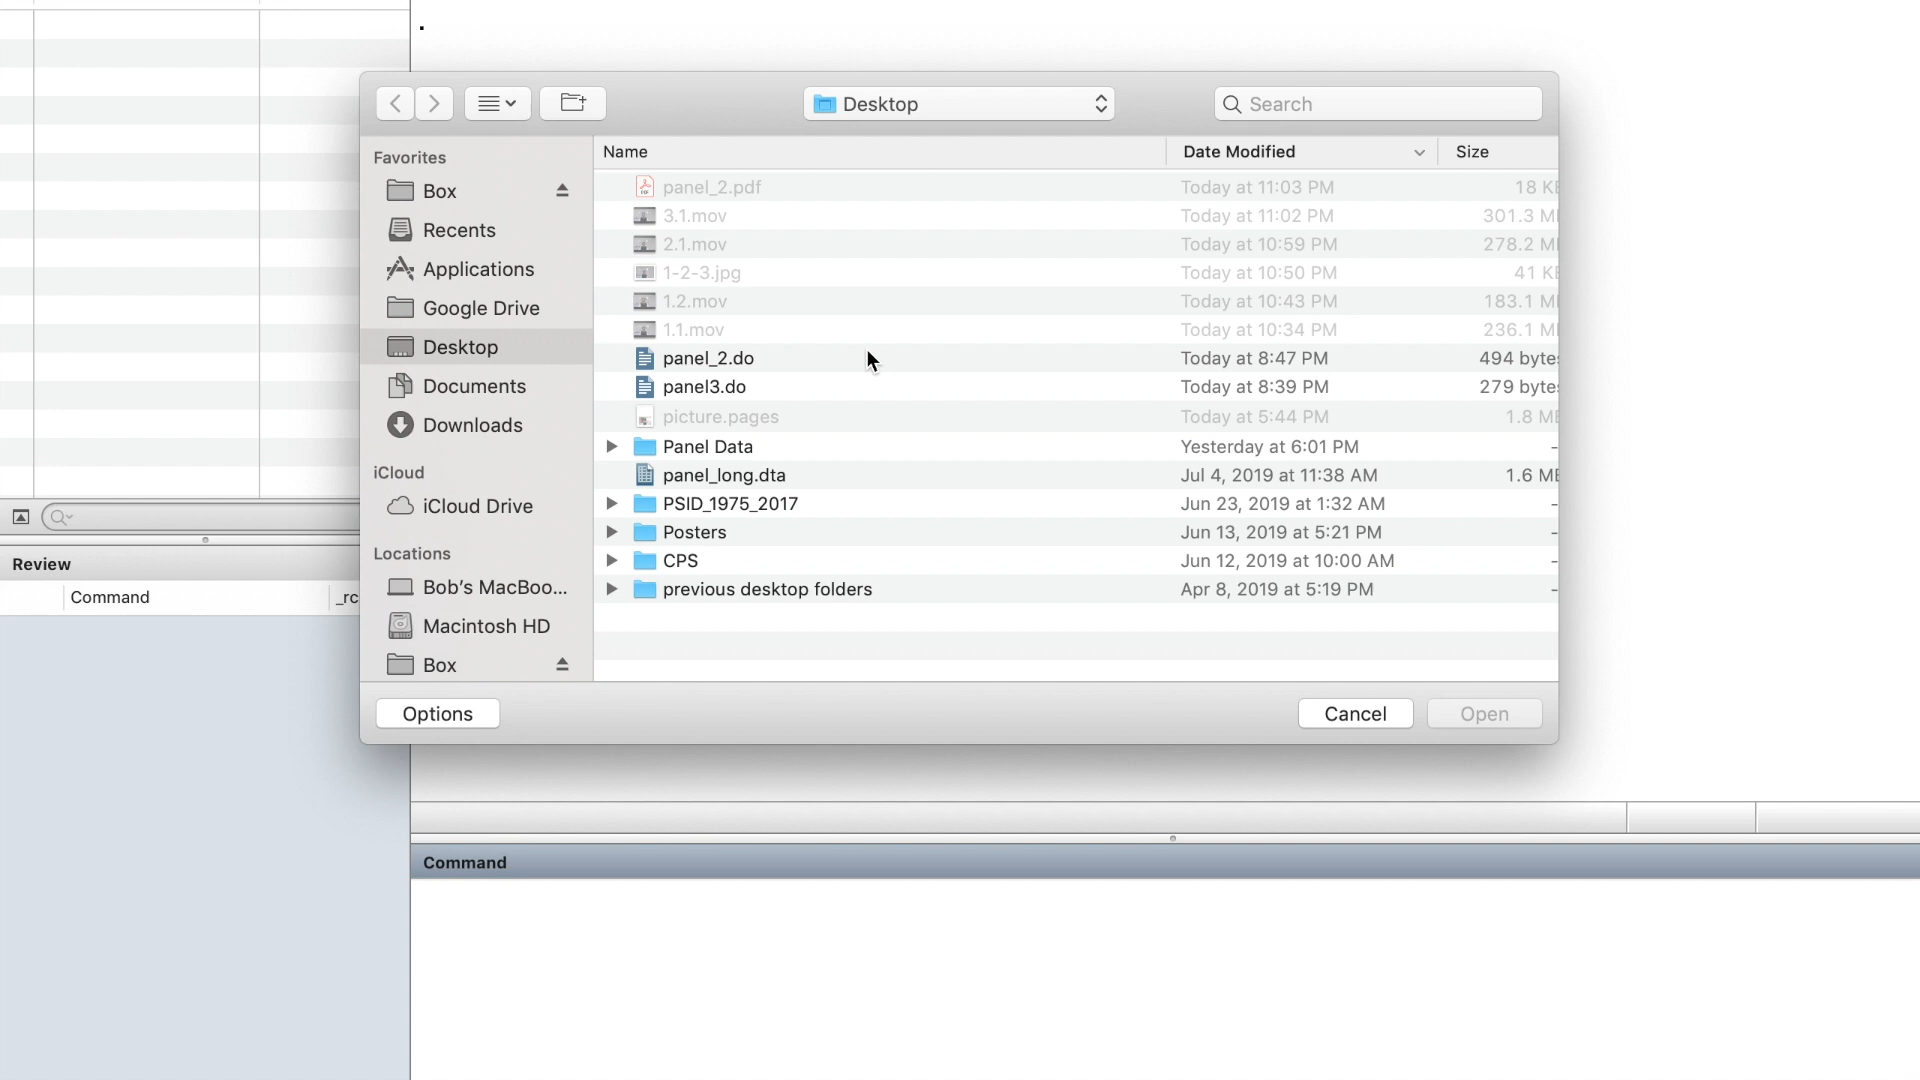 .
Desktop
Search
Favorites
Box
Recents
Applications
Google Drive
Desktop
Documents
Downloads
iCloud
iCloud Drive
Locations
Bob's MacBoo...
Macintosh HD
Box
Name Date Modified Size
panel_2.pdf Today at 11:03 PM 18 K
3.1.mov Today at 11:02 PM 301.3 M
2.1.mov Today at 10:59 PM 278.2 M
1-2-3.jpg Today at 10:50 PM 41 K
1.2.mov Today at 10:43 PM 183.1 M
1.1.mov Today at 10:34 PM 236.1 M
panel_2.do Today at 8:47 PM 494 bytes
panel3.do Today at 8:39 PM 279 bytes
picture.pages Today at 5:44 PM 1.8 M
Panel Data Yesterday at 6:01 PM --
panel_long.dta Jul 4, 2019 at 11:38 AM 1.6 M
PSID_1975_2017 Jun 23, 2019 at 1:32 AM --
Posters Jun 13, 2019 at 5:21 PM --
CPS Jun 12, 2019 at 10:00 AM --
previous desktop folders Apr 8, 2019 at 5:19 PM --
Options Cancel Open
Review
Command _rc
Command